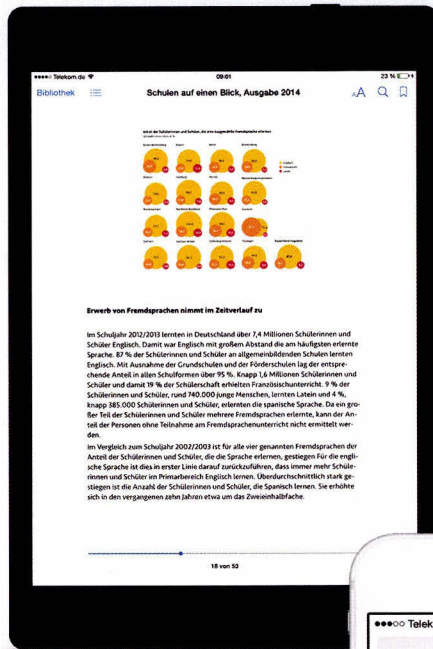 Telekom.de
09:01
23 %
Bibliothek
Schulen auf einen Blick, Ausgabe 2014
AA
Erwerb von Fremdsprachen nimmt im Zeitverlauf zu
Im Schuljahr 2012/2013 lernten in Deutschland über 7,4 Millionen Schülerinnen und
Schüler Englisch. Damit war Englisch mit großem Abstand die am häufigsten erlernte
Sprache. 87 % der Schülerinnen und Schüler an allgemeinbildenden Schulen lernten
Englisch. Mit Ausnahme der Grundschulen und der Förderschulen lag der entspre-
chende Anteil in allen Schulformen über 95 %. Knapp 1,6 Millionen Schülerinnen und
Schüler und damit 19 % der Schülerschaft erhielten Französischunterricht. 9 % der
Schülerinnen und Schüler, rund 740.000 junge Menschen, lernten Latein und 4 %,
knapp 385.000 Schülerinnen und Schüler, erlernten die spanische Sprache. Da ein gro-
ßer Teil der Schülerinnen und Schüler mehrere Fremdsprachen erlernte, kann der An-
teil der Personen ohne Teilnahme am Fremdsprachenunterricht nicht ermittelt wer-
den.
Im Vergleich zum Schuljahr 2002/2003 ist für alle vier genannten Fremdsprachen der
Anteil der Schülerinnen und Schüler, die die Sprache erlernen, gestiegen Für die engli-
sche Sprache ist dies in erster Linie darauf zurückzuführen, dass immer mehr Schüle-
rinnen und Schüler im Primarbereich Englisch lernen. Überdurchschnittlich stark ge-
stiegen ist die Anzahl der Schülerinnen und Schüler, die Spanisch lernen. Sie erhöhte
sich in den vergangenen zehn Jahren etwa um das Zweieinhalbfache.
18 von 53
Telek